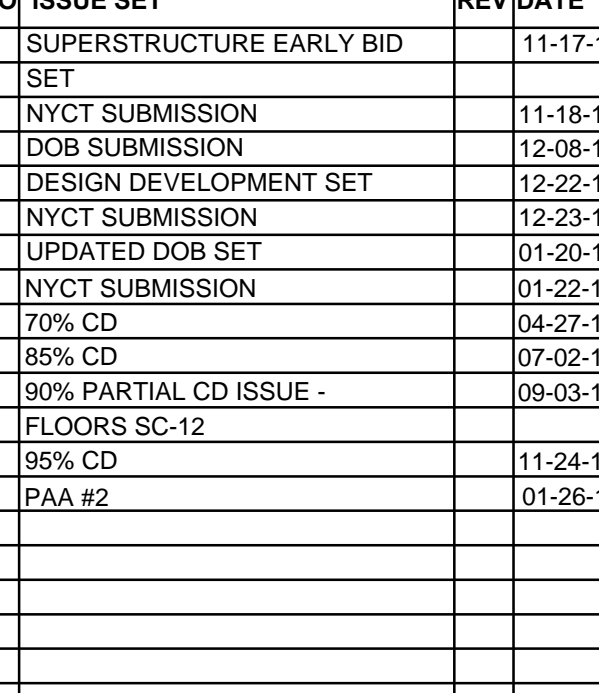 O ISSUE SET REV DATE
SUPERSTRUCTURE EARLY BID 11-17-1
SET
NYCT SUBMISSION 11-18-1
DOB SUBMISSION 12-08-1
DESIGN DEVELOPMENT SET 12-22-1
NYCT SUBMISSION 12-23-1
UPDATED DOB SET 01-20-1
NYCT SUBMISSION 01-22-1
70% CD 04-27-1
85% CD 07-02-1
90% PARTIAL CD ISSUE - 09-03-1
FLOORS SC-12
95% CD 11-24-1
PAA #2 01-26-1